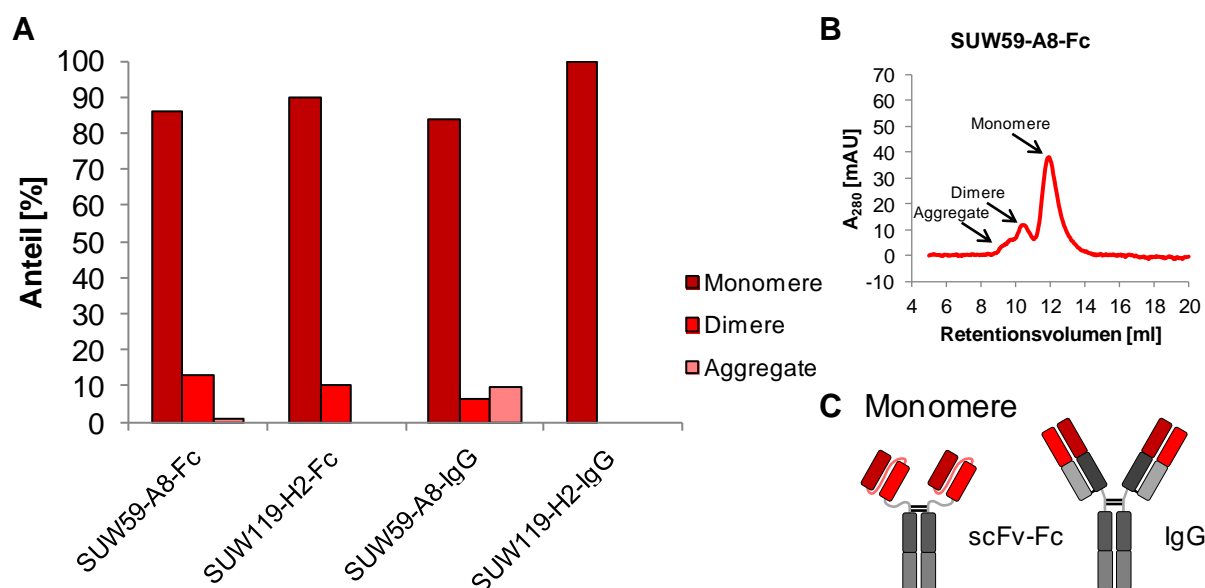 A
100
90
80
70
60
50
40
30
20
10
0
Anteil [%]
SUW59-A8-Fc
SUW119-H2-Fc
SUW59-A8-IgG
SUW119-H2-IgG
Monomere
Dimere
Aggregate
B
SUW59-A8-Fc
70
60
50
40
30
20
10
0
-10
A280 [mAU]
Monomere
Dimere
Aggregate
4 6 8 10 12 14 16 18 20
Retentionsvolumen [ml]
C Monomere
scFv-Fc
IgG